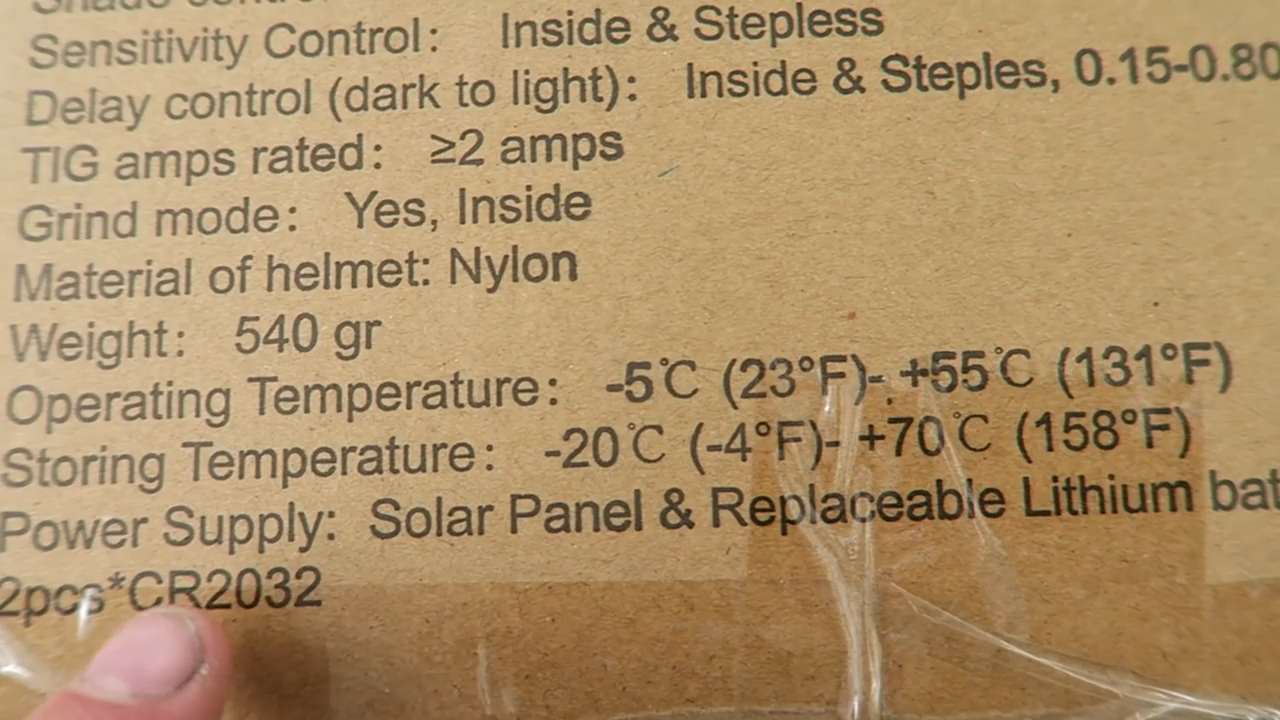 Shade
Sensitivity Control: Inside & Stepless
Delay control (dark to light): Inside & Steples, 0.15-0.80
TIG amps rated: ≥2 amps
Grind mode: Yes, Inside
Material of helmet: Nylon
Weight: 540 gr
Operating Temperature: -5℃ (23°F)- +55℃ (131°F)
Storing Temperature: -20℃ (-4°F)- +70℃ (158°F)
Power Supply: Solar Panel & Replaceable Lithium bat
2pcs*CR2032